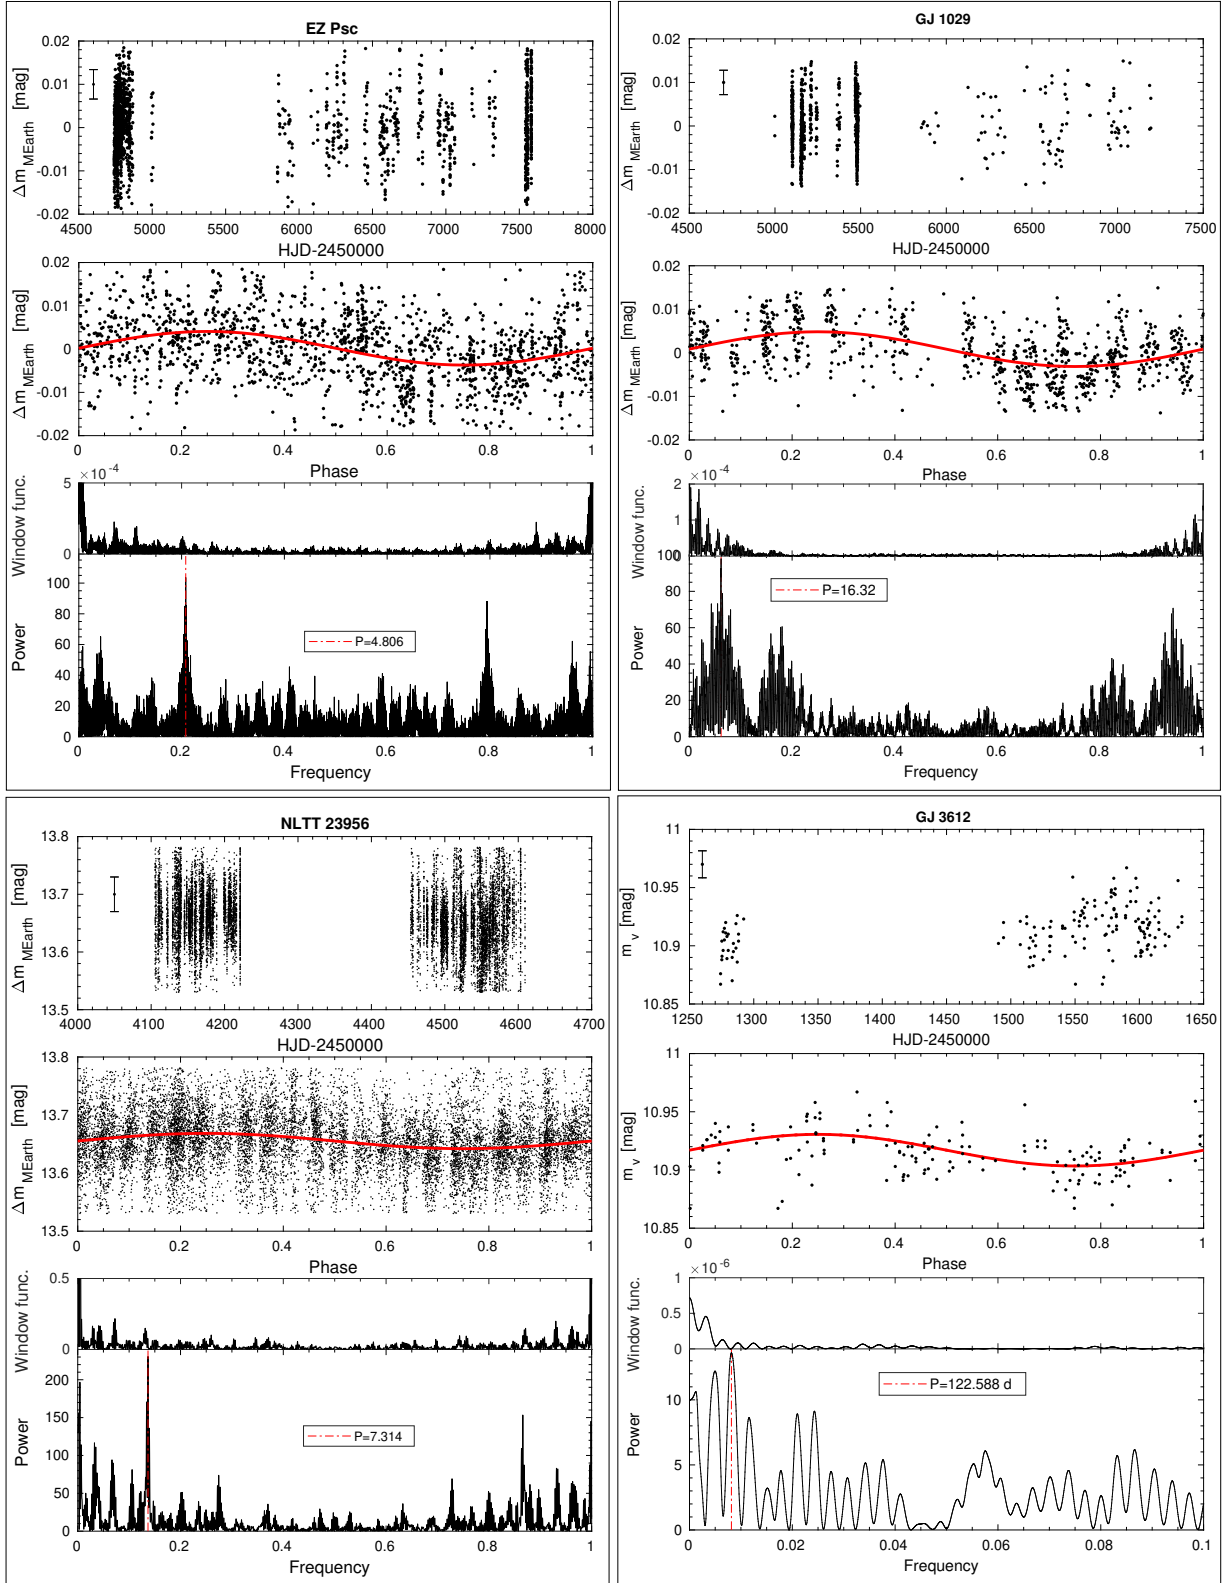 EZ Psc
Δm MEarth [mag]
0.02
0.01
0
-0.01
-0.02
4500 5000 5500 6000 6500 7000 7500 8000
HJD-2450000
Δm MEarth [mag]
0.02
0.01
0
-0.01
-0.02
0 0.2 0.4 0.6 0.8 1
Phase
Window func.
× 10^-4
5
0
Power
100
80
60
40
20
0
P=4.806
0 0.2 0.4 0.6 0.8 1
Frequency
GJ 1029
Δm MEarth [mag]
0.02
0.01
0
-0.01
-0.02
4500 5000 5500 6000 6500 7000 7500
HJD-2450000
Δm MEarth [mag]
0.02
0.01
0
-0.01
-0.02
0 0.2 0.4 0.6 0.8 1
Phase
Window func.
× 10^-4
2
1
0
Power
100
80
60
40
20
0
P=16.32
0 0.2 0.4 0.6 0.8 1
Frequency
NLTT 23956
Δm MEarth [mag]
13.8
13.7
13.6
13.5
4000 4100 4200 4300 4400 4500 4600 4700
HJD-2450000
Δm MEarth [mag]
13.8
13.7
13.6
13.5
0 0.2 0.4 0.6 0.8 1
Phase
Window func.
0.5
0
Power
200
150
100
50
0
P=7.314
0 0.2 0.4 0.6 0.8 1
Frequency
GJ 3612
m_v [mag]
11
10.95
10.9
10.85
1250 1300 1350 1400 1450 1500 1550 1600 1650
HJD-2450000
m_v [mag]
11
10.95
10.9
10.85
0 0.2 0.4 0.6 0.8 1
Phase
Window func.
× 10^-6
1
0.5
0
Power
10
5
0
P=122.588 d
0 0.02 0.04 0.06 0.08 0.1
Frequency